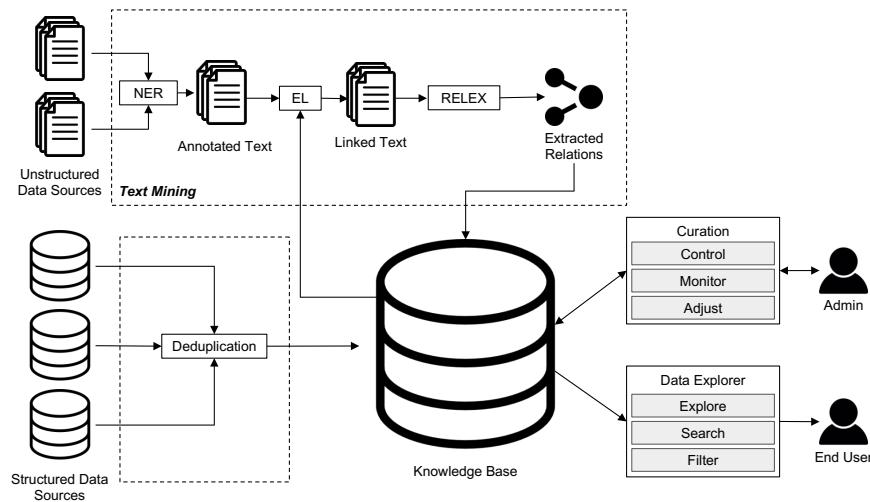 NER
EL
RELEX
Annotated Text
Linked Text
Extracted
Relations
Unstructured
Data Sources
Text Mining
Curation
Control
Monitor
Adjust
Admin
Deduplication
Data Explorer
Explore
Search
Filter
End User
Structured Data
Sources
Knowledge Base